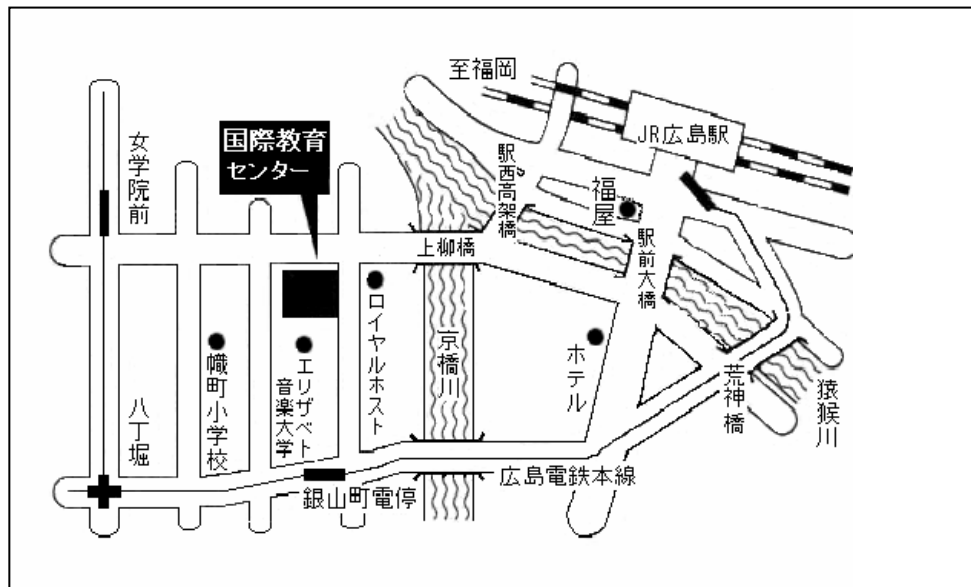 至福岡
JR広島駅
国際教育
センター
女学院前
駅西高架橋
福屋
駅前大橋
上柳橋
ロイヤルホスト
京橋川
ホテル
荒神橋
猿猴川
八丁堀
幟町小学校
エリザベト
音楽大学
広島電鉄本線
銀山町電停